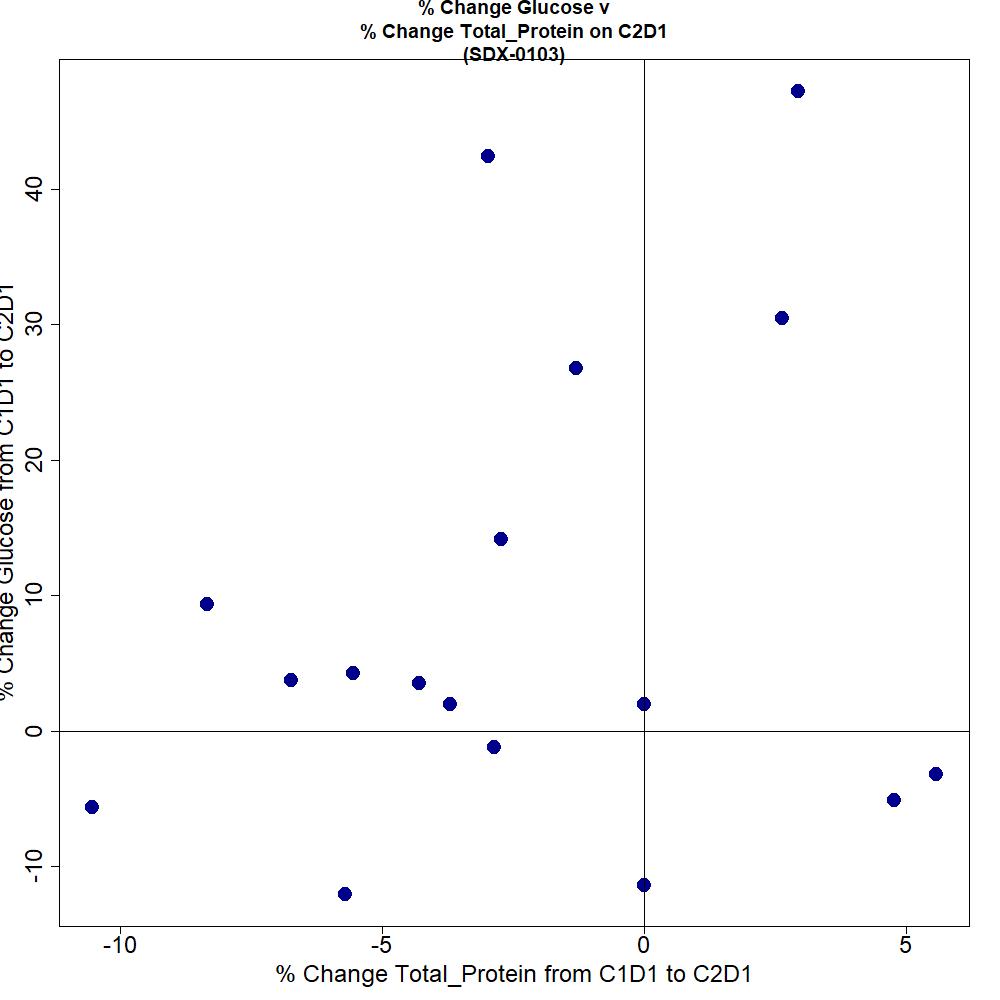 % Change Glucose v
% Change Total_Protein on C2D1
(SDX-0103)
% Change Glucose from C1D1 to C2D1
40
30
20
10
0
-10
-10
-5
0
5
% Change Total_Protein from C1D1 to C2D1